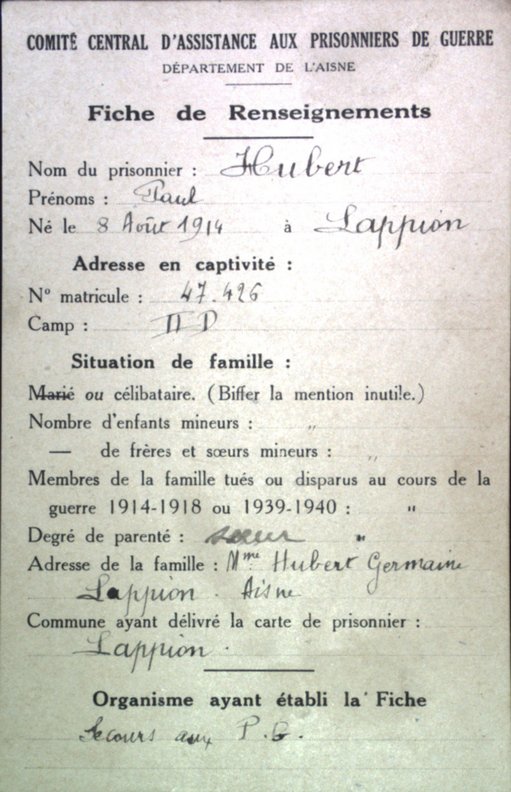 COMITÉ CENTRAL D'ASSISTANCE AUX PRISONNIERS DE GUERRE
DÉPARTEMENT DE L'AISNE
Fiche de Renseignements
Nom du prisonnier : Hubert
Prénoms : Paul
Né le 8 Août 1914 à Lappion
Adresse en captivité :
N° matricule : 47.426
Camp : II D
Situation de famille :
Marié ou célibataire. (Biffer la mention inutile.)
Nombre d'enfants mineurs : "
— de frères et sœurs mineurs : "
Membres de la famille tués ou disparus au cours de la
guerre 1914-1918 ou 1939-1940 : "
Degré de parenté : sœur "
Adresse de la famille : Mme Hubert Germaine
Lappion . Aisne
Commune ayant délivré la carte de prisonnier :
Lappion .
Organisme ayant établi la Fiche
Secours aux P.G.